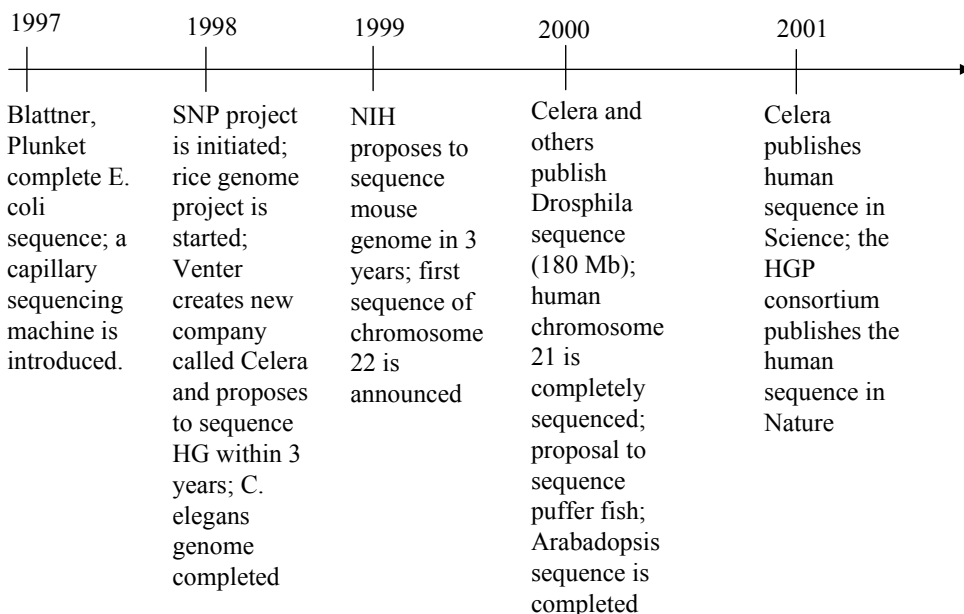 1997
1998
1999
2000
2001
Blattner,
Plunket
complete E.
coli
sequence; a
capillary
sequencing
machine is
introduced.
SNP project
is initiated;
rice genome
project is
started;
Venter
creates new
company
called Celera
and proposes
to sequence
HG within 3
years; C.
elegans
genome
completed
NIH
proposes to
sequence
mouse
genome in 3
years; first
sequence of
chromosome
22 is
announced
Celera and
others
publish
Drosphila
sequence
(180 Mb);
human
chromosome
21 is
completely
sequenced;
proposal to
sequence
puffer fish;
Arabadopsis
sequence is
completed
Celera
publishes
human
sequence in
Science; the
HGP
consortium
publishes the
human
sequence in
Nature